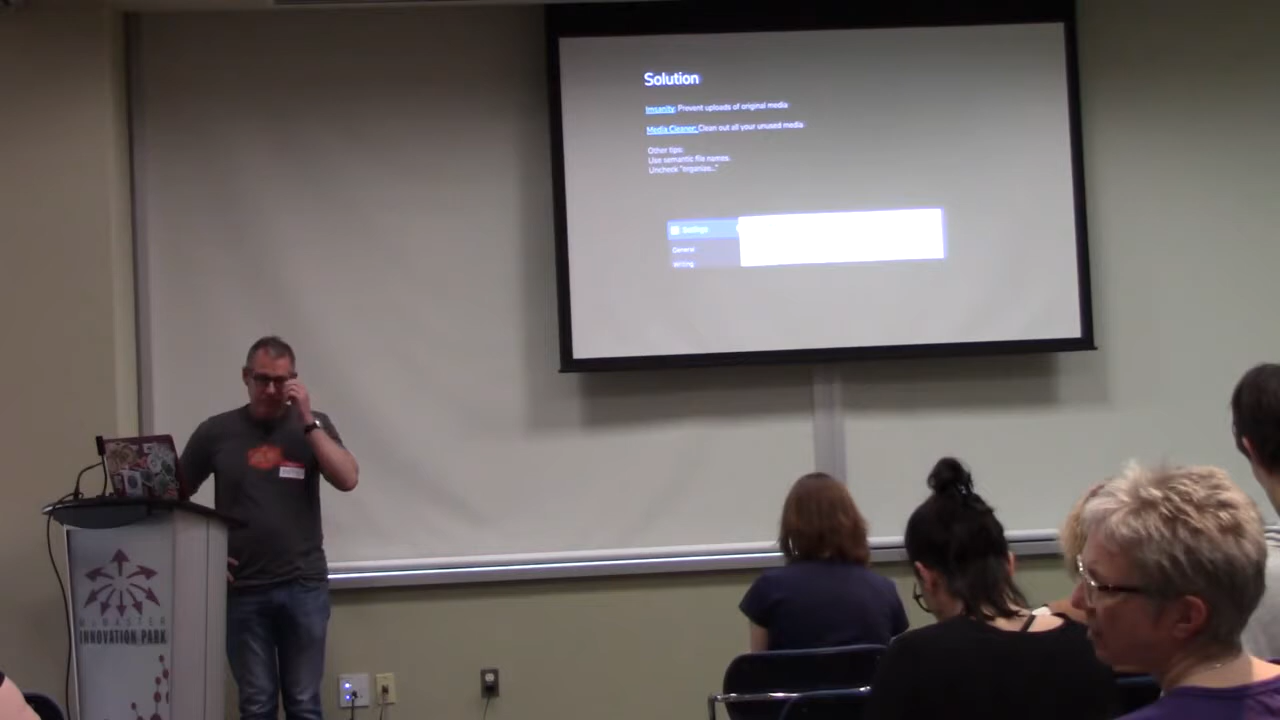 Solution
Imsanity: Prevent uploads of original media
Media Cleaner: Clean out all your unused media
Other tips:
Use semantic file names.
Uncheck "organize..."
Settings
General
Writing
McMASTER
INNOVATION PARK